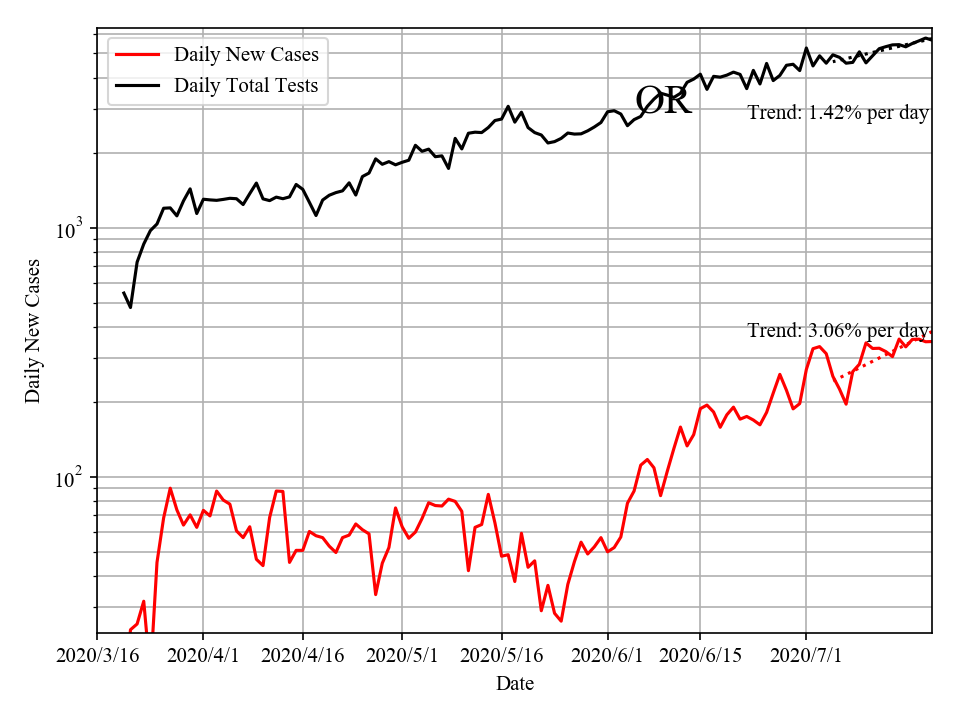 Daily New Cases
Daily Total Tests
OR
Trend: 1.42% per day
10^3
Trend: 3.06% per day
Daily New Cases
10^2
2020/3/16 2020/4/1 2020/4/16 2020/5/1 2020/5/16 2020/6/1 2020/6/15 2020/7/1
Date